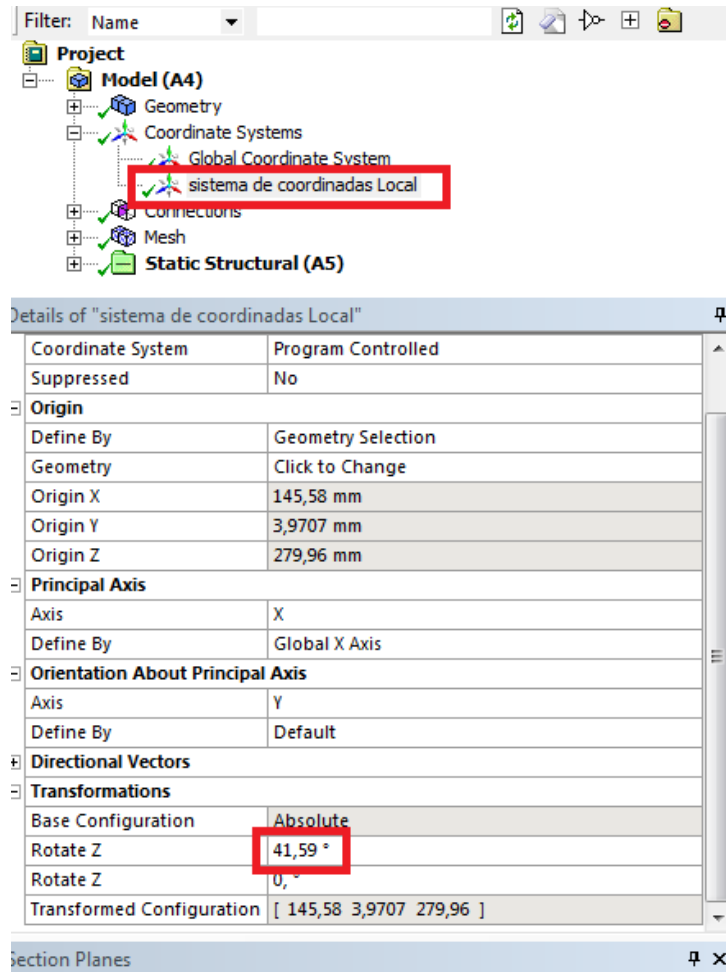 Filter: Name
Project
Model (A4)
Geometry
Coordinate Systems
Global Coordinate System
sistema de coordinadas Local
Connections
Mesh
Static Structural (A5)
Details of "sistema de coordinadas Local"
Coordinate System Program Controlled
Suppressed No
Origin
Define By Geometry Selection
Geometry Click to Change
Origin X 145,58 mm
Origin Y 3,9707 mm
Origin Z 279,96 mm
Principal Axis
Axis X
Define By Global X Axis
Orientation About Principal Axis
Axis Y
Define By Default
Directional Vectors
Transformations
Base Configuration Absolute
Rotate Z 41,59 °
Rotate Z 0, °
Transformed Configuration [ 145,58 3,9707 279,96 ]
Section Planes